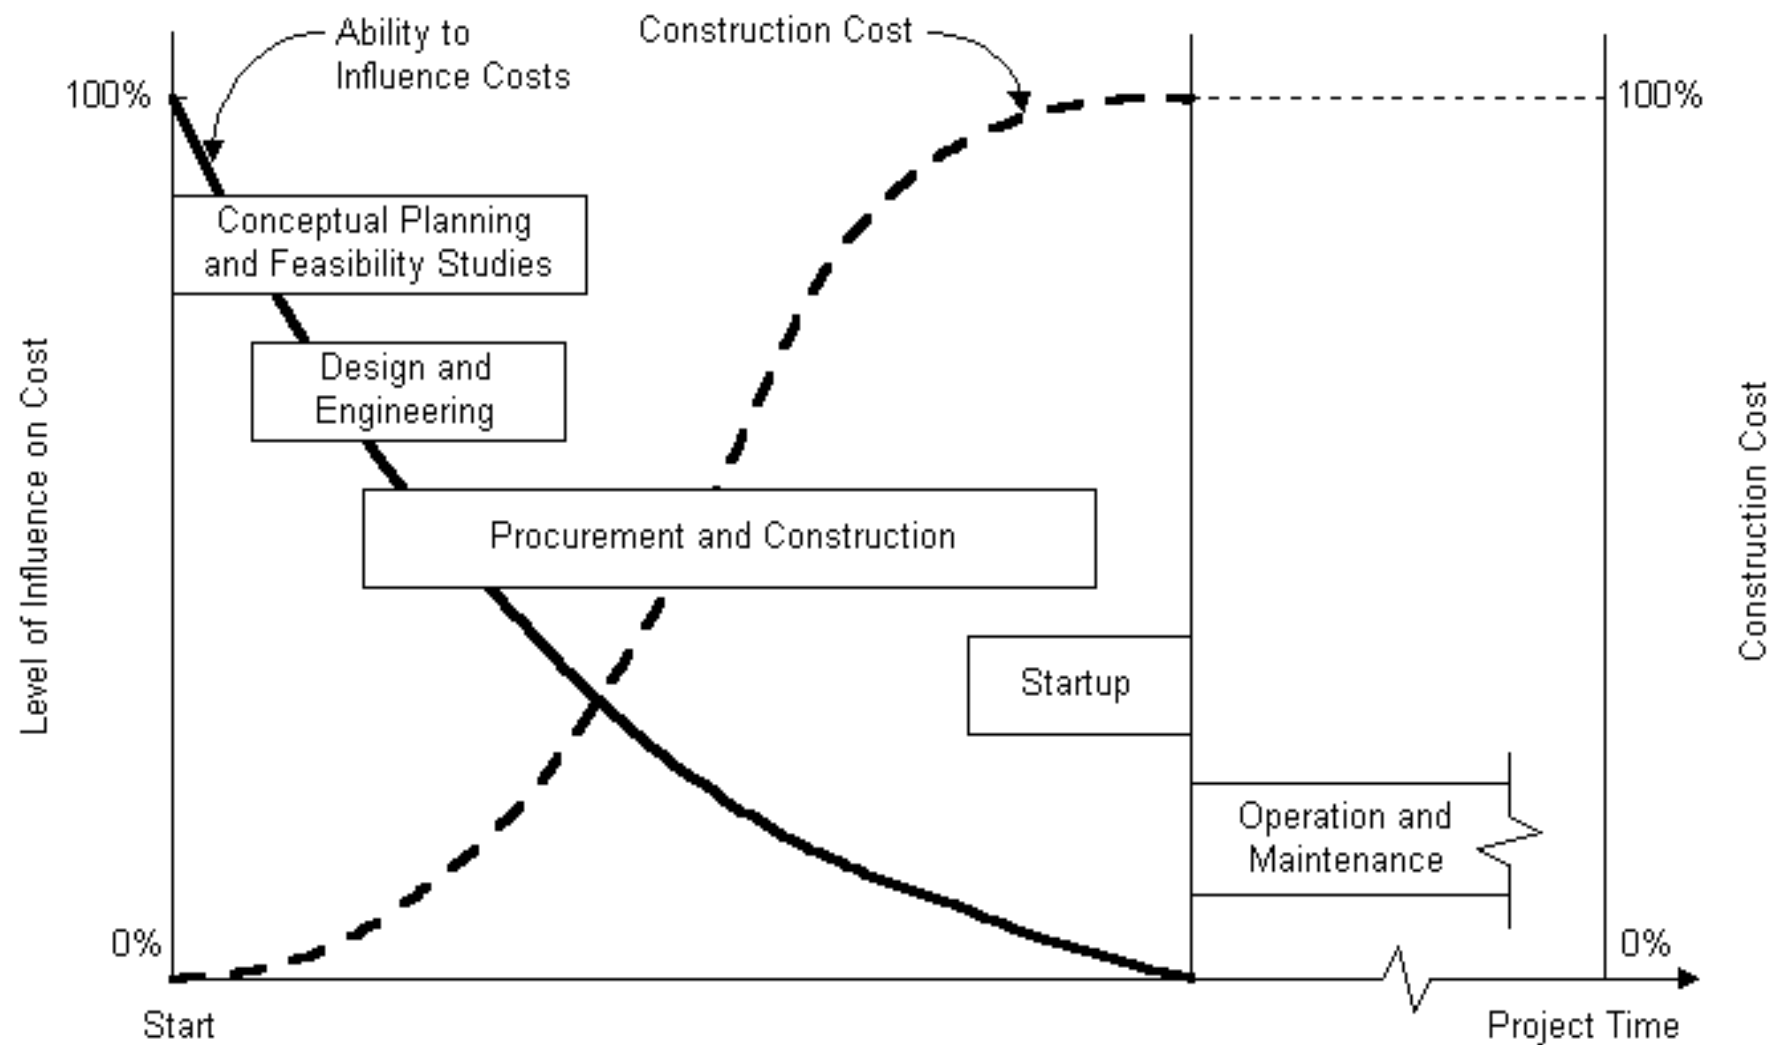 Ability to
Influence Costs
Construction Cost
100%
100%
Conceptual Planning
and Feasibility Studies
Design and
Engineering
Level of Influence on Cost
Construction Cost
Procurement and Construction
Startup
Operation and
Maintenance
0%
0%
Start
Project Time